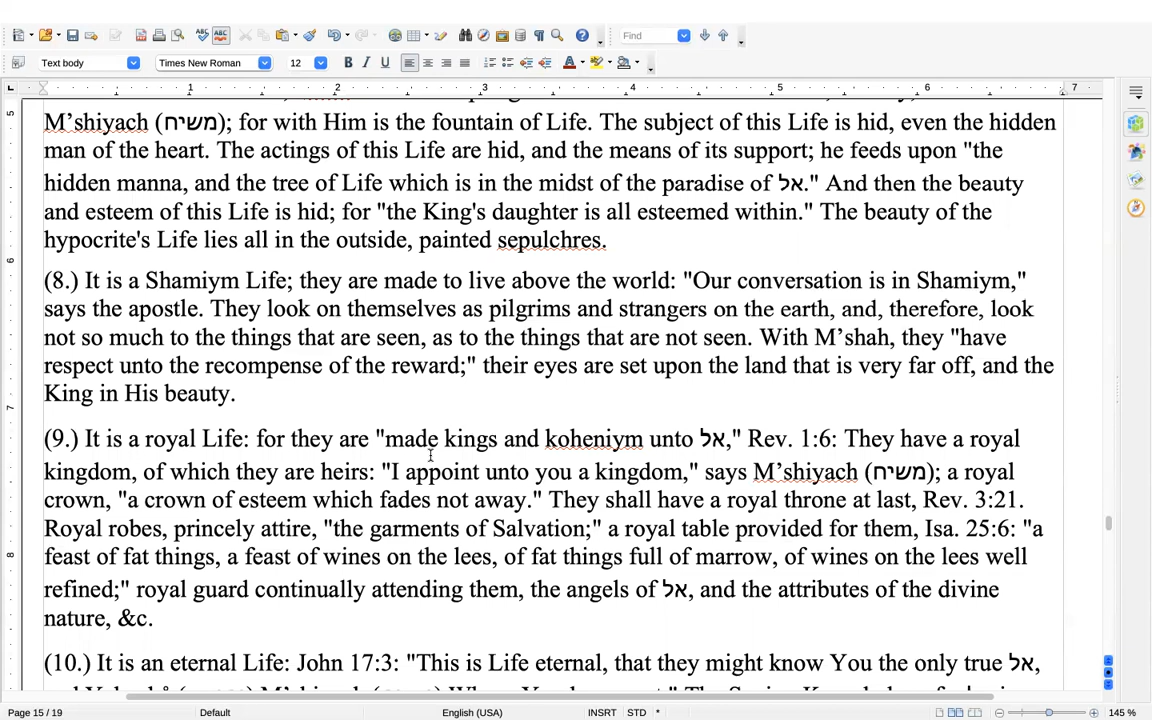 Find
Text body
Times New Roman
12
1 2 3 4 5 6 7
M’shiyach (משיח); for with Him is the fountain of Life. The subject of this Life is hid, even the hidden
man of the heart. The actings of this Life are hid, and the means of its support; he feeds upon "the
hidden manna, and the tree of Life which is in the midst of the paradise of אל." And then the beauty
and esteem of this Life is hid; for "the King's daughter is all esteemed within." The beauty of the
hypocrite's Life lies all in the outside, painted sepulchres.
(8.) It is a Shamiym Life; they are made to live above the world: "Our conversation is in Shamiym,"
says the apostle. They look on themselves as pilgrims and strangers on the earth, and, therefore, look
not so much to the things that are seen, as to the things that are not seen. With M’shah, they "have
respect unto the recompense of the reward;" their eyes are set upon the land that is very far off, and the
King in His beauty.
(9.) It is a royal Life: for they are "made kings and koheniym unto אל," Rev. 1:6: They have a royal
kingdom, of which they are heirs: "I appoint unto you a kingdom," says M’shiyach (משיח); a royal
crown, "a crown of esteem which fades not away." They shall have a royal throne at last, Rev. 3:21.
Royal robes, princely attire, "the garments of Salvation;" a royal table provided for them, Isa. 25:6: "a
feast of fat things, a feast of wines on the lees, of fat things full of marrow, of wines on the lees well
refined;" royal guard continually attending them, the angels of אל, and the attributes of the divine
nature, &c.
(10.) It is an eternal Life: John 17:3: "This is Life eternal, that they might know You the only true אל,
Page 15 / 19
Default
English (USA)
INSRT
STD
*
145 %